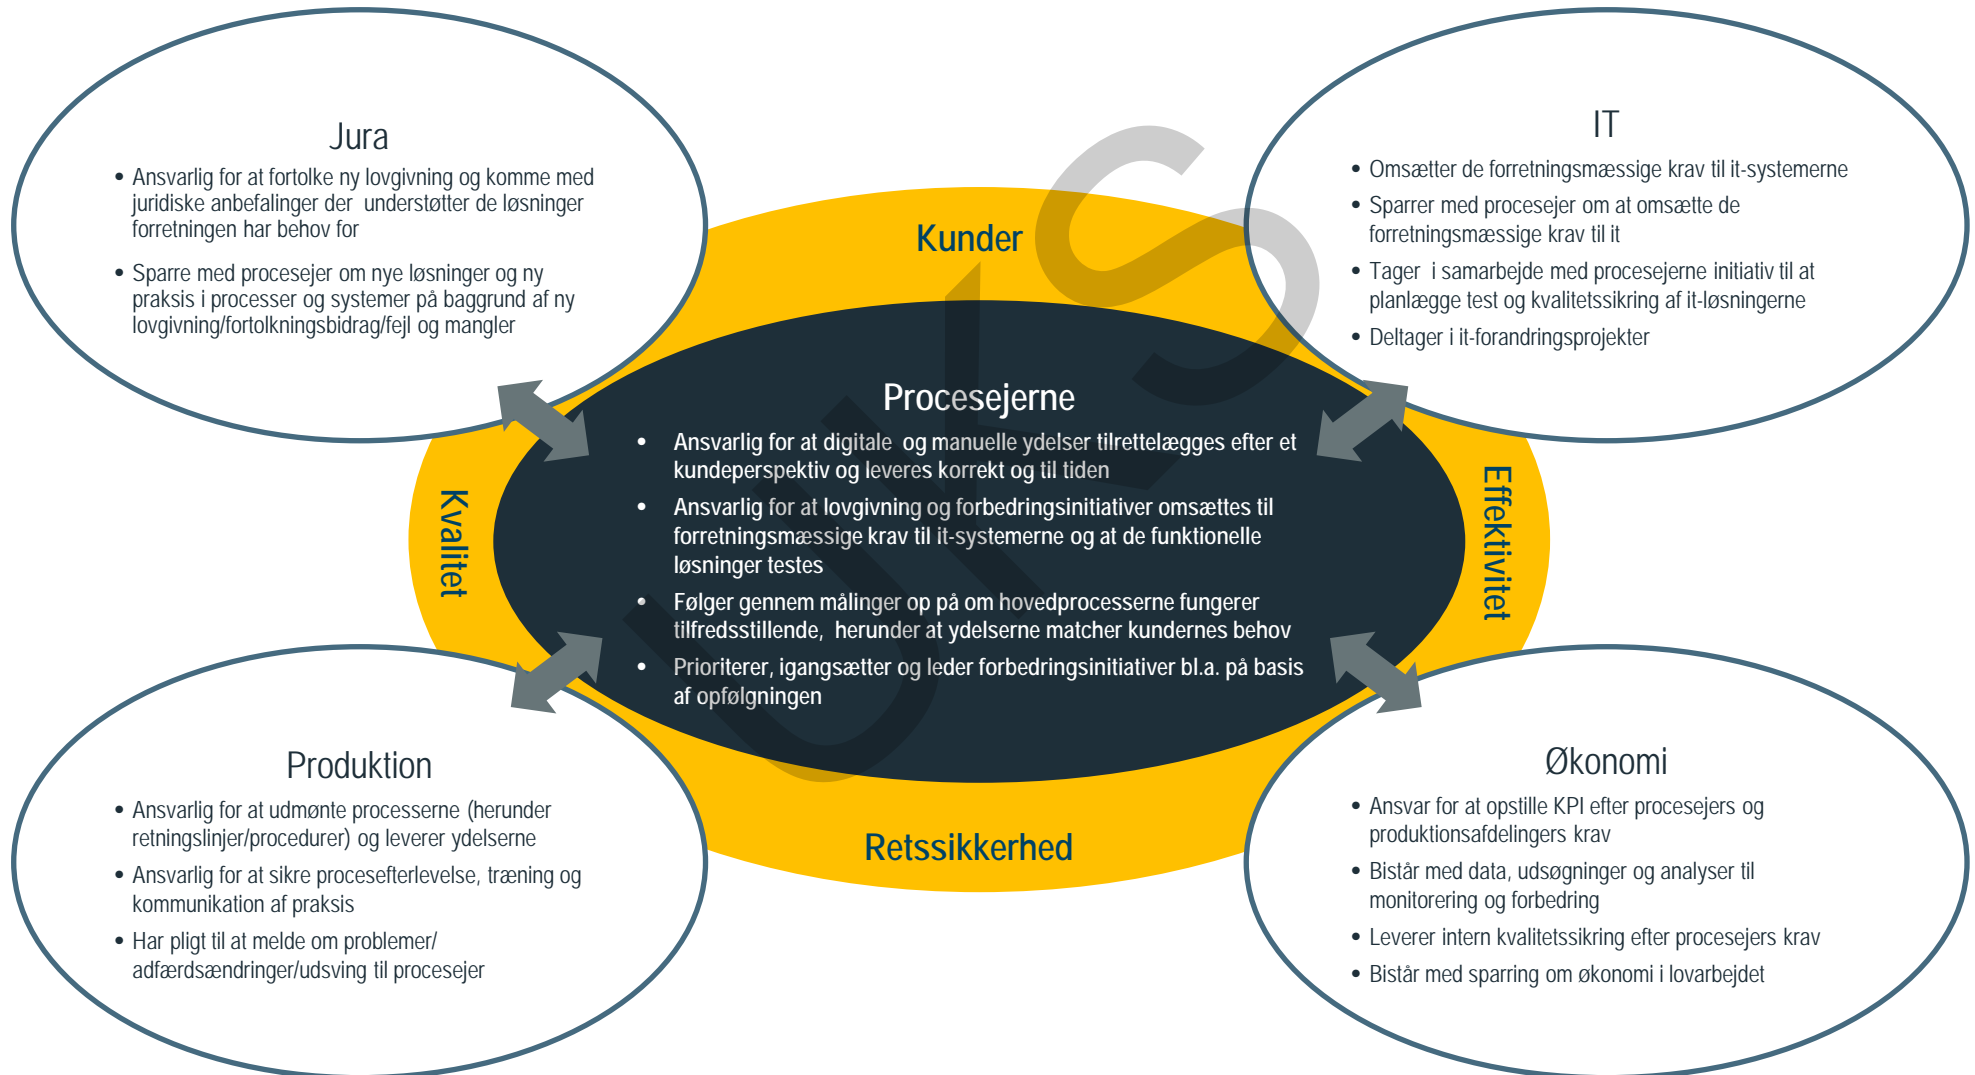 Jura
• Ansvarlig for at fortolke ny lovgivning og komme med
juridiske anbefalinger der understøtter de løsninger
forretningen har behov for
• Sparre med procesejer om nye løsninger og ny
praksis i processer og systemer på baggrund af ny
lovgivning/fortolkningsbidrag/fejl og mangler
IT
• Omsætter de forretningsmæssige krav til it-systemerne
• Sparrer med procesejer om at omsætte de
forretningsmæssige krav til it
• Tager i samarbejde med procesejerne initiativ til at
planlægge test og kvalitetssikring af it-løsningerne
• Deltager i it-forandringsprojekter
Kunder
Kvalitet
Procesejerne
• Ansvarlig for at digitale og manuelle ydelser tilrettelægges efter et
kundeperspektiv og leveres korrekt og til tiden
• Ansvarlig for at lovgivning og forbedringsinitiativer omsættes til
forretningsmæssige krav til it-systemerne og at de funktionelle
løsninger testes
• Følger gennem målinger op på om hovedprocesserne fungerer
tilfredsstillende, herunder at ydelserne matcher kundernes behov
• Prioriterer, igangsætter og leder forbedringsinitiativer bl.a. på basis
af opfølgningen
Effektivitet
Retssikkerhed
Produktion
• Ansvarlig for at udmønte processerne (herunder
retningslinjer/procedurer) og leverer ydelserne
• Ansvarlig for at sikre procesefterlevelse, træning og
kommunikation af praksis
• Har pligt til at melde om problemer/
adfærdsændringer/udsving til procesejer
Økonomi
• Ansvar for at opstille KPI efter procesejers og
produktionsafdelingers krav
• Bistår med data, udsøgninger og analyser til
monitorering og forbedring
• Leverer intern kvalitetssikring efter procesejers krav
• Bistår med sparring om økonomi i lovarbejdet
UKS